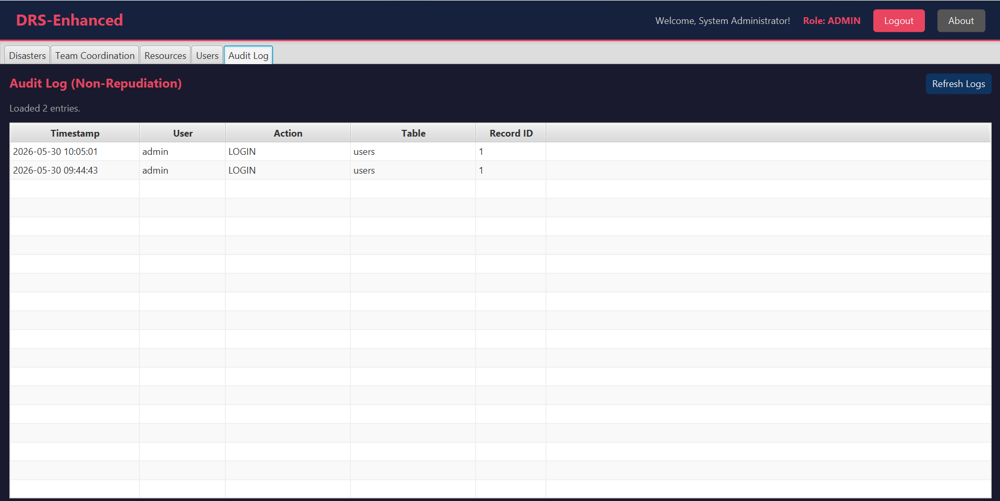 DRS-Enhanced
Welcome, System Administrator! Role: ADMIN Logout About
Disasters Team Coordination Resources Users Audit Log
Audit Log (Non-Repudiation) Refresh Logs
Loaded 2 entries.
Timestamp User Action Table Record ID
2026-05-30 10:05:01 admin LOGIN users 1
2026-05-30 09:44:43 admin LOGIN users 1